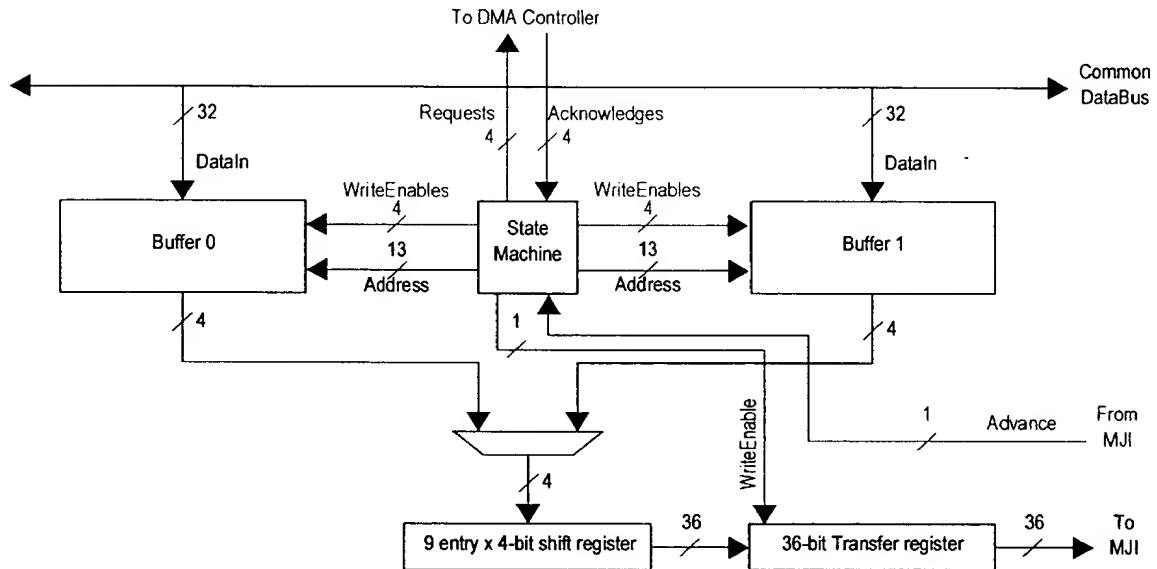 To DMA Controller
Common
DataBus
32
Requests
4
Acknowledges
4
32
DataIn
DataIn
WriteEnables
4
WriteEnables
4
Buffer 0
State
Machine
Buffer 1
13
Address
13
Address
4
1
4
WriteEnable
1
Advance
From
MJI
4
9 entry x 4-bit shift register
36
36-bit Transfer register
36
To
MJI